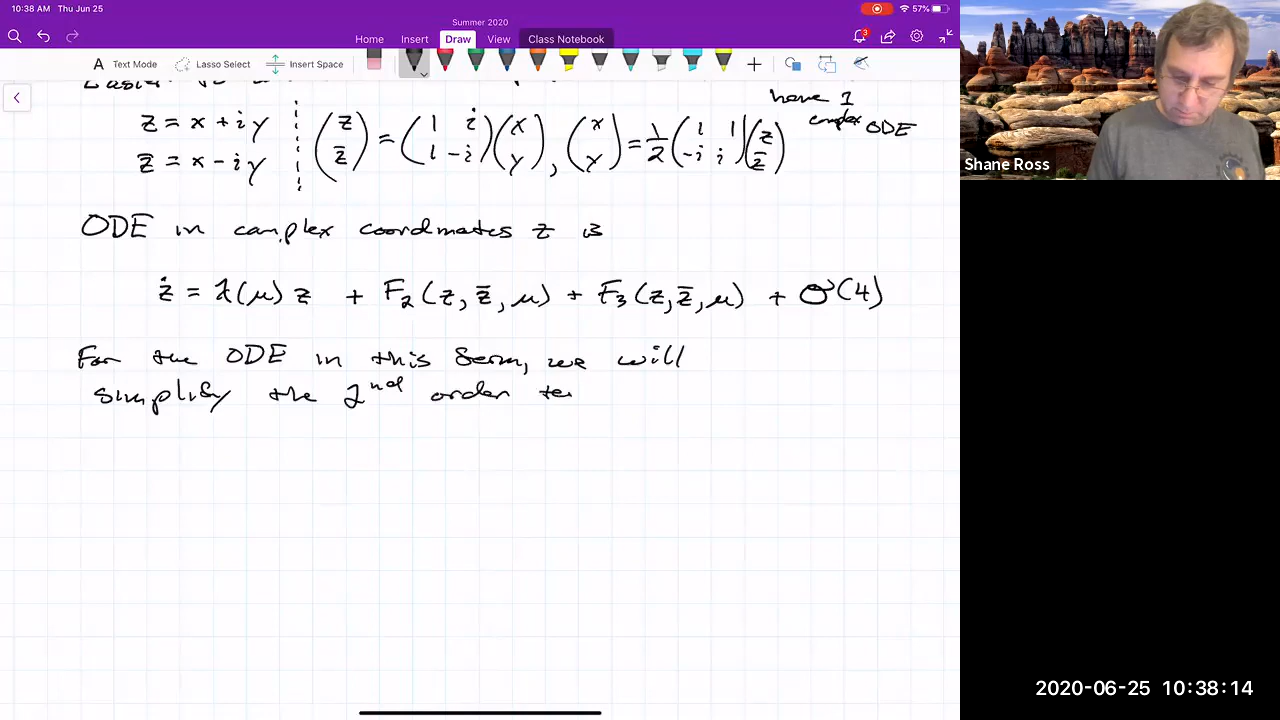 10:38 AM Thu Jun 25
57%
Summer 2020
Home Insert Draw View Class Notebook
3
Text Mode Lasso Select Insert Space
have 1
complex ODE
z = x + iy
z̄ = x - iy
(z z̄) = (1 i 1 -i)(x y), (x y) = 1/2 (1 1 -i i)(z z̄)
ODE in complex coordinates z is
ż = λ(μ) z + F₂(z, z̄, μ) + F₃(z, z̄, μ) + O(4)
For the ODE in this form, we will
simplify the 2nd order te
Shane Ross
2020-06-25 10:38:14